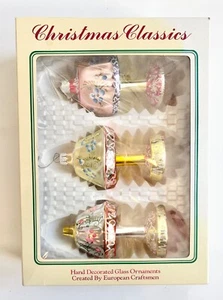 Christmas Classics
Hand Decorated Glass Ornaments
Created By European Craftsmen